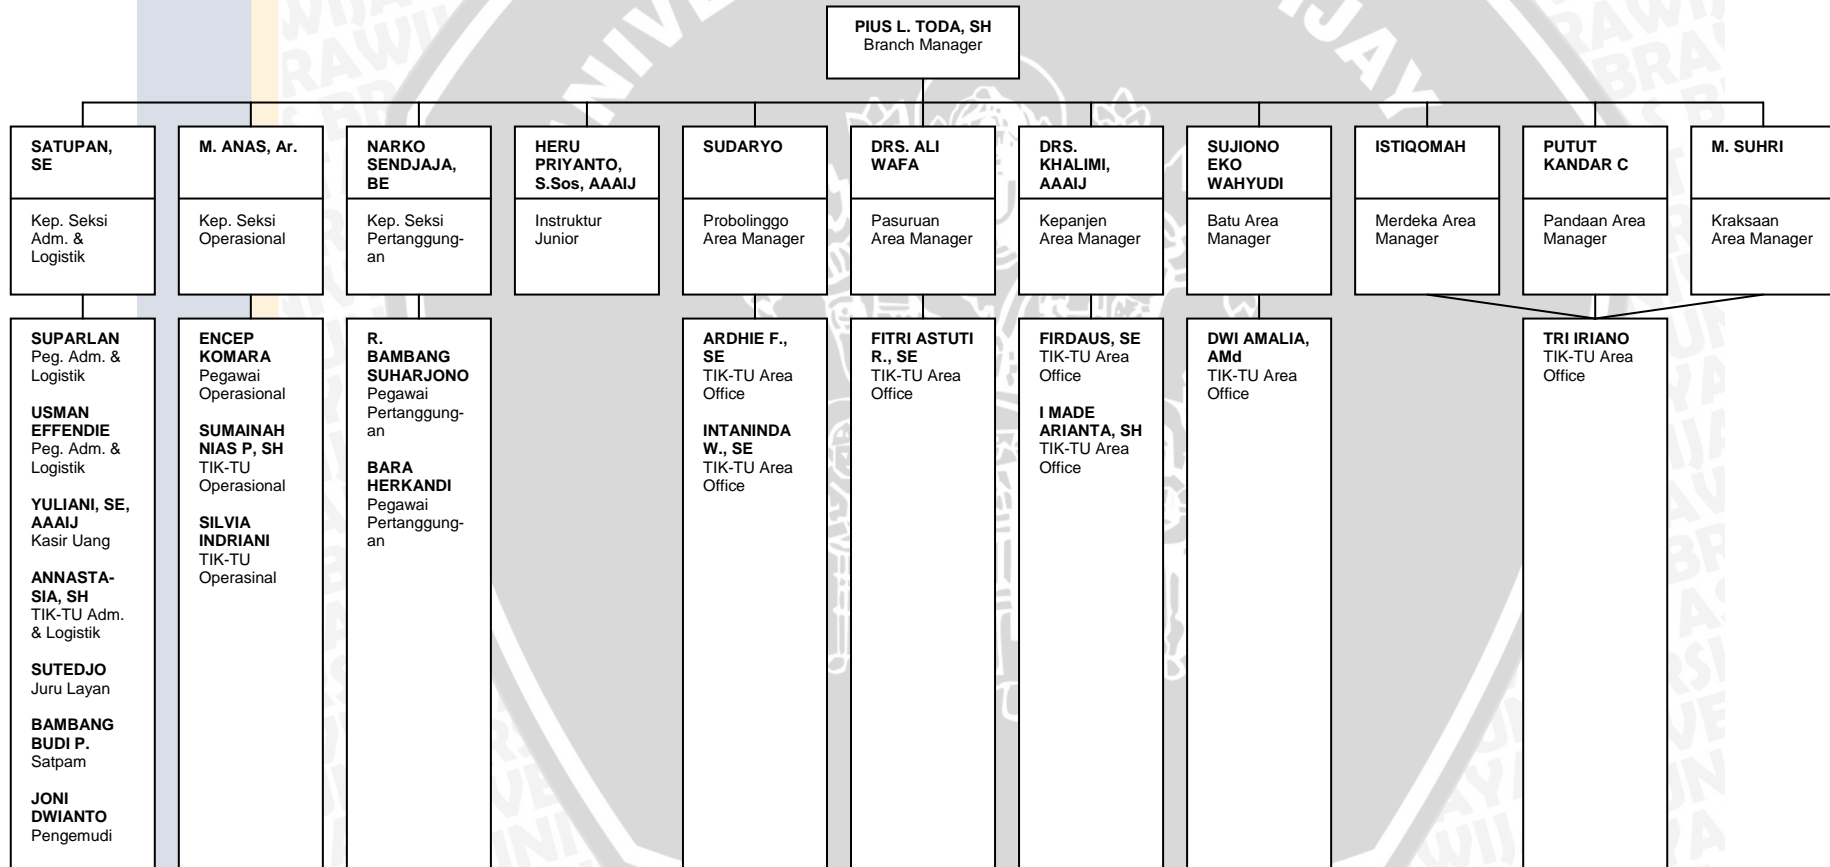 PIUS L. TODA, SH
Branch Manager
SATUPAN,
SE
Kep. Seksi
Adm. &
Logistik
M. ANAS, Ar.
Kep. Seksi
Operasional
NARKO
SENDJAJA,
BE
Kep. Seksi
Pertanggung-
an
HERU
PRIYANTO,
S.Sos, AAAIJ
Instruktur
Junior
SUDARYO
Probolinggo
Area Manager
DRS. ALI
WAFA
Pasuruan
Area Manager
DRS.
KHALIMI,
AAAIJ
Kepanjen
Area Manager
SUJIONO
EKO
WAHYUDI
Batu Area
Manager
ISTIQOMAH
Merdeka Area
Manager
PUTUT
KANDAR C
Pandaan Area
Manager
M. SUHRI
Kraksaan
Area Manager
SUPARLAN
Peg. Adm. &
Logistik
USMAN
EFFENDIE
Peg. Adm. &
Logistik
YULIANI, SE,
AAAIJ
Kasir Uang
ANNASTA-
SIA, SH
TIK-TU Adm.
& Logistik
SUTEDJO
Juru Layan
BAMBANG
BUDI P.
Satpam
JONI
DWIANTO
Pengemudi
ENCEP
KOMARA
Pegawai
Operasional
SUMAINAH
NIAS P, SH
TIK-TU
Operasional
SILVIA
INDRIANI
TIK-TU
Operasinal
R.
BAMBANG
SUHARJONO
Pegawai
Pertanggung-
an
BARA
HERKANDI
Pegawai
Pertanggung-
an
ARDHIE F.,
SE
TIK-TU Area
Office
INTANINDA
W., SE
TIK-TU Area
Office
FITRI ASTUTI
R., SE
TIK-TU Area
Office
FIRDAUS, SE
TIK-TU Area
Office
I MADE
ARIANTA, SH
TIK-TU Area
Office
DWI AMALIA,
AMd
TIK-TU Area
Office
TRI IRIANO
TIK-TU Area
Office